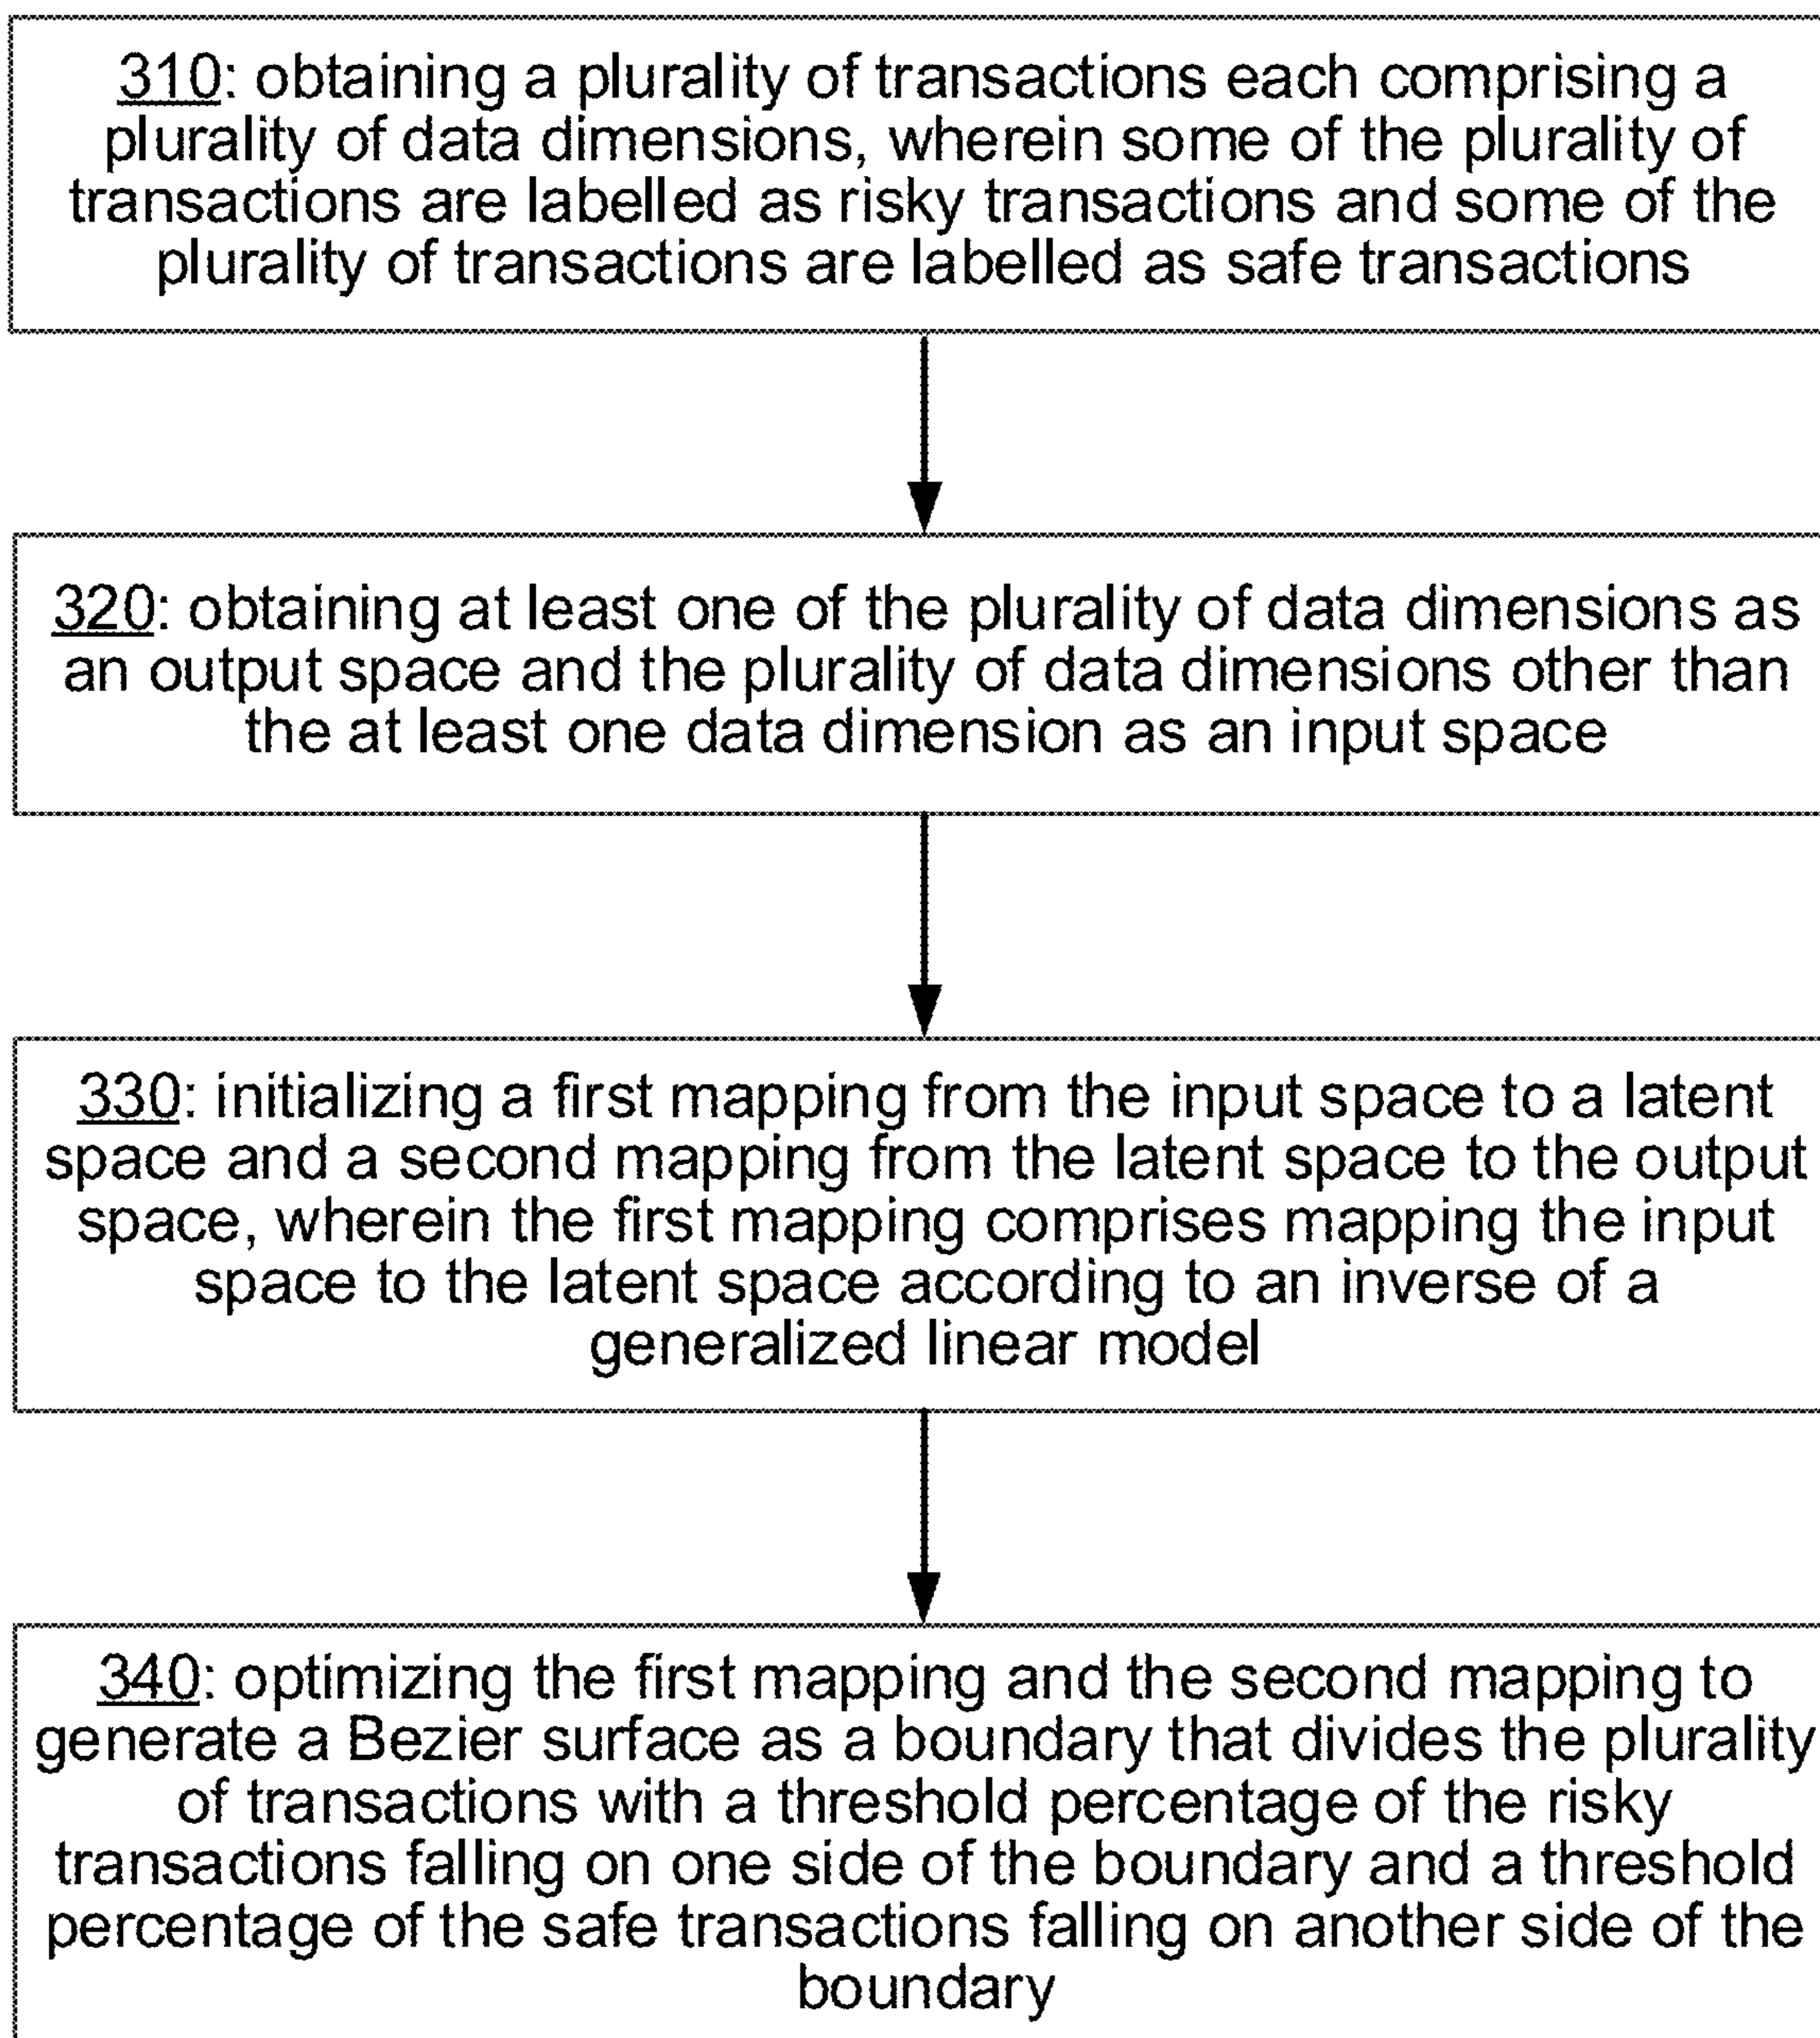 310: obtaining a plurality of transactions each comprising a
plurality of data dimensions, wherein some of the plurality of
transactions are labelled as risky transactions and some of the
plurality of transactions are labelled as safe transactions
320: obtaining at least one of the plurality of data dimensions as
an output space and the plurality of data dimensions other than
the at least one data dimension as an input space
330: initializing a first mapping from the input space to a latent
space and a second mapping from the latent space to the output
space, wherein the first mapping comprises mapping the input
space to the latent space according to an inverse of a
generalized linear model
340: optimizing the first mapping and the second mapping to
generate a Bezier surface as a boundary that divides the plurality
of transactions with a threshold percentage of the risky
transactions falling on one side of the boundary and a threshold
percentage of the safe transactions falling on another side of the
boundary